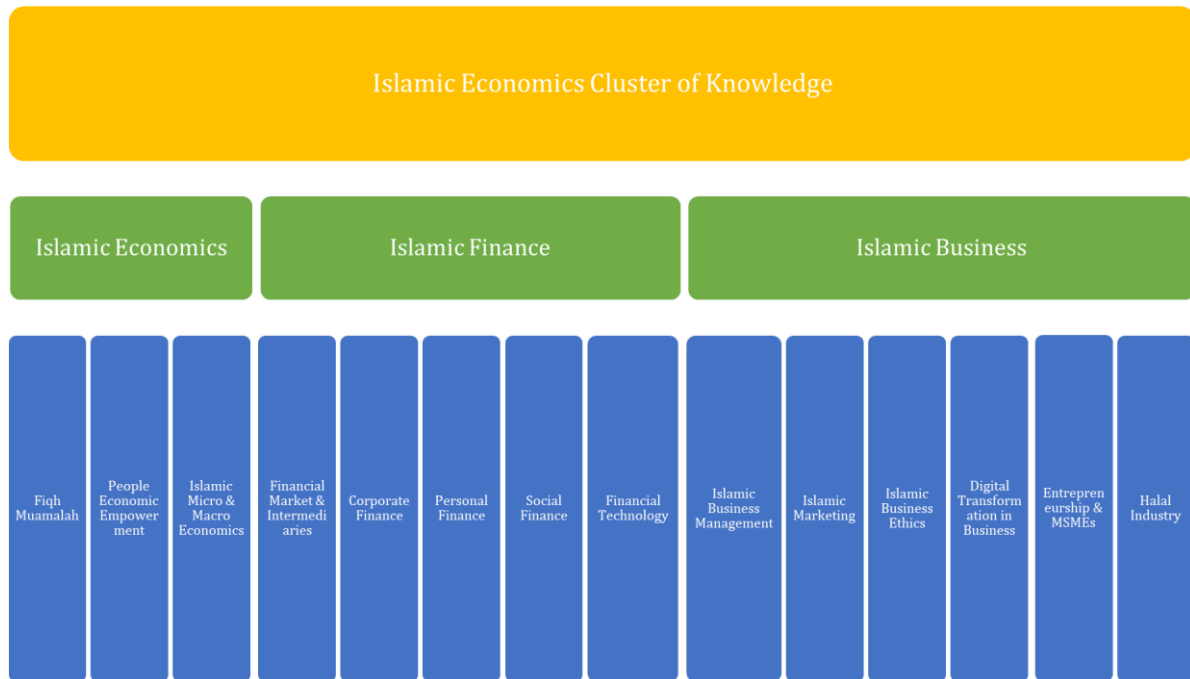 Islamic Economics Cluster of Knowledge
Islamic Economics
Islamic Finance
Islamic Business
Fiqh
Muamalah
People
Economic
Empower
ment
Islamic
Micro &
Macro
Economics
Financial
Market &
Intermedi
aries
Corporate
Finance
Personal
Finance
Social
Finance
Financial
Technology
Islamic
Business
Management
Islamic
Marketing
Islamic
Business
Ethics
Digital
Transform
ation in
Business
Entrepren
eurship &
MSMEs
Halal
Industry